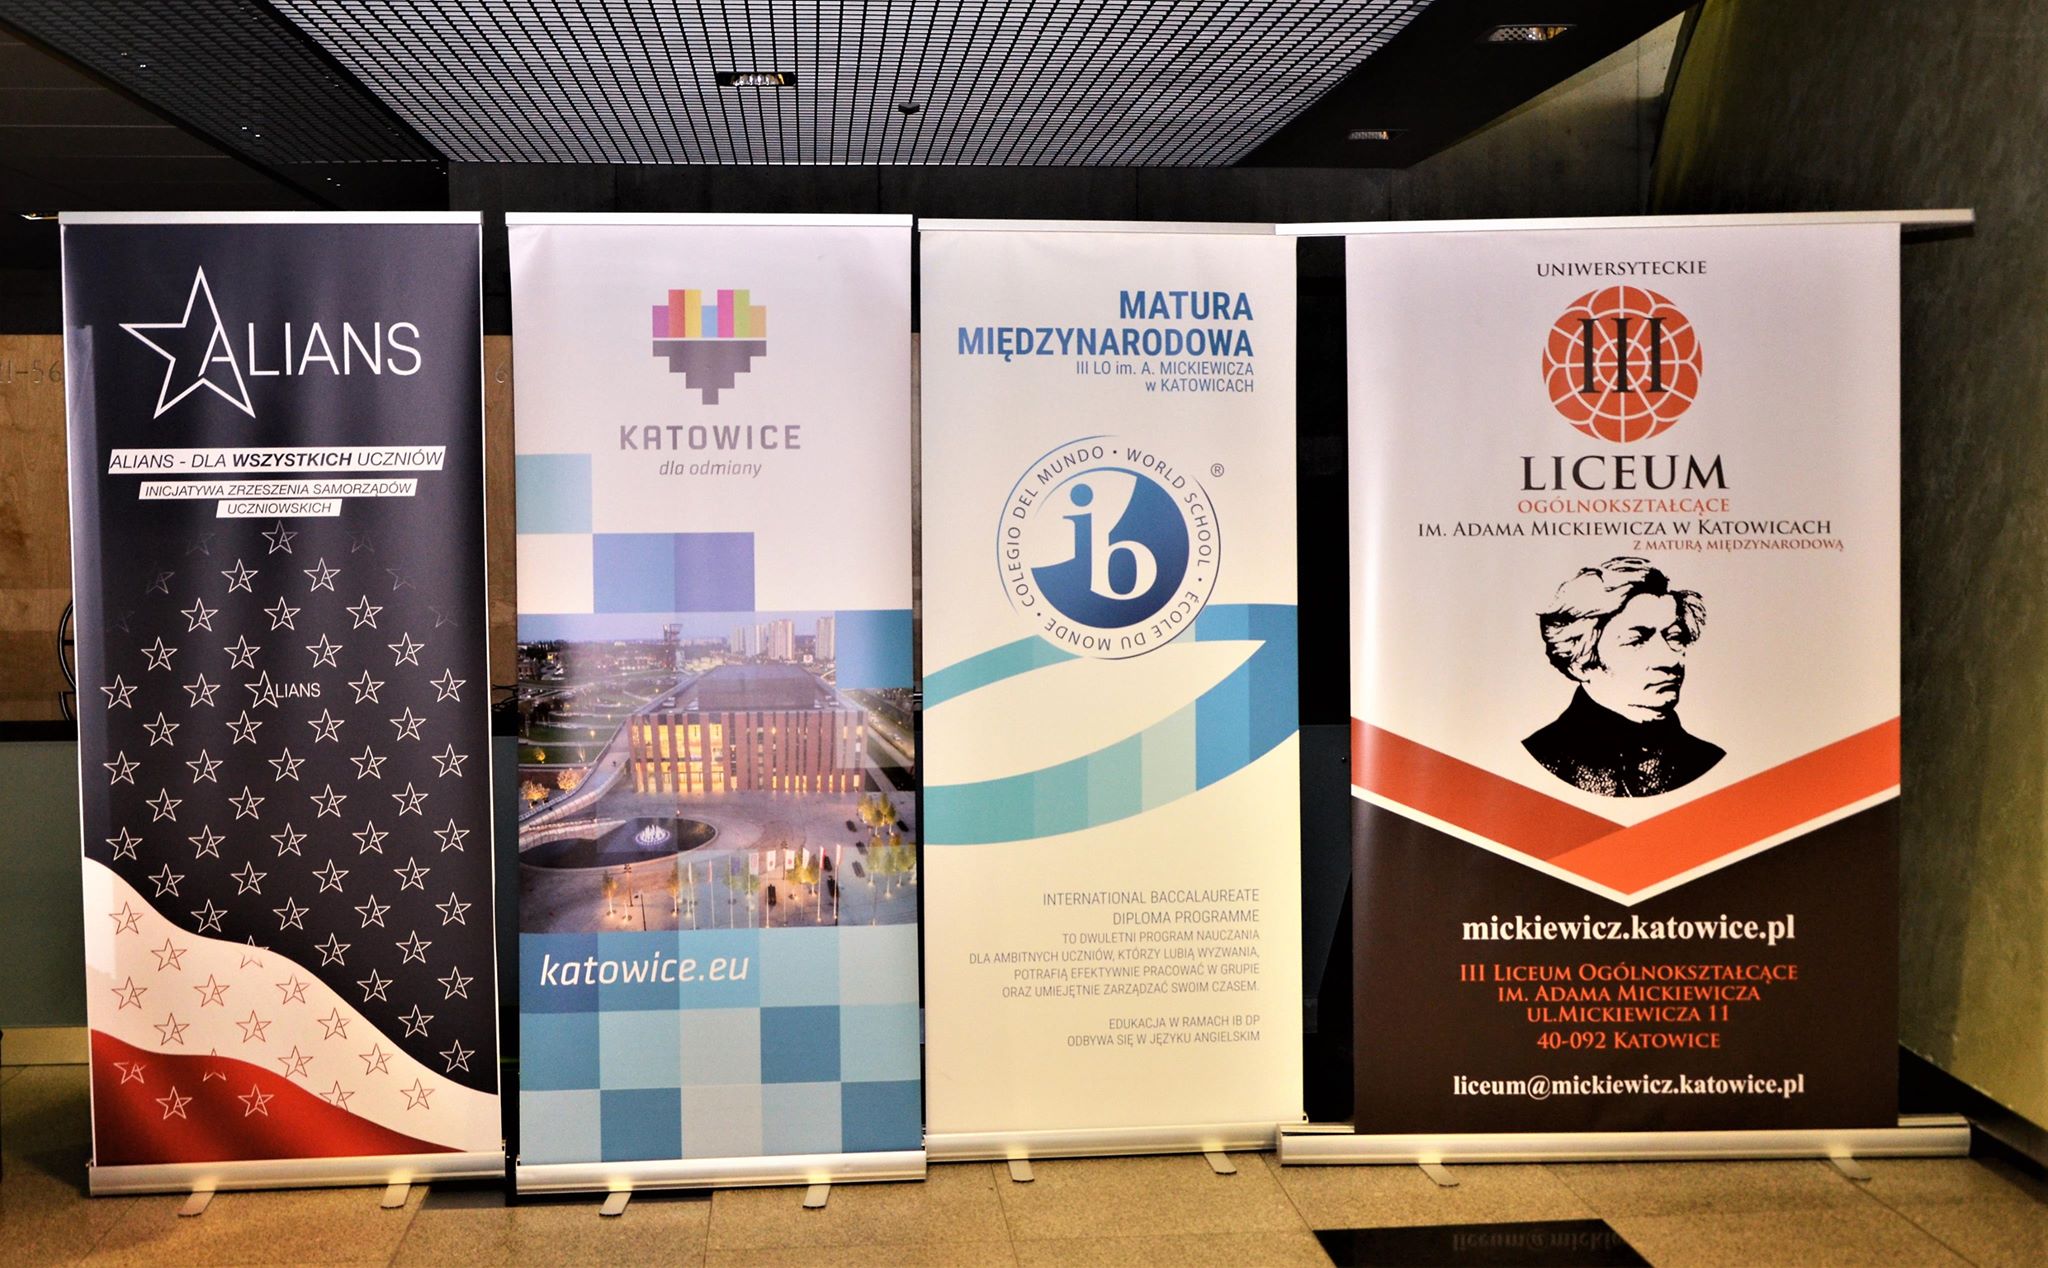 ALIANS
ALIANS - DLA WSZYSTKICH UCZNIÓW
INICJATYWA ZRZESZENIA SAMORZĄDÓW
UCZNIOWSKICH
ALIANS
KATOWICE
dla odmiany
katowice.eu
MATURA
MIĘDZYNARODOWA
III LO im. A. MICKIEWICZA
w KATOWICACH
COLEGIO DEL MUNDO • WORLD SCHOOL • ÉCOLE DU MONDE •
®
ib
INTERNATIONAL BACCALAUREATE
DIPLOMA PROGRAMME
TO DWULETNI PROGRAM NAUCZANIA
DLA AMBITNYCH UCZNIÓW, KTÓRZY LUBIĄ WYZWANIA,
POTRAFIĄ EFEKTYWNIE PRACOWAĆ W GRUPIE
ORAZ UMIEJĘTNIE ZARZĄDZAĆ SWOIM CZASEM.
EDUKACJA W RAMACH IB DP
ODBYWA SIĘ W JĘZYKU ANGIELSKIM
UNIWERSYTECKIE
III
LICEUM
OGÓLNOKSZTAŁCĄCE
IM. ADAMA MICKIEWICZA W KATOWICACH
Z MATURĄ MIĘDZYNARODOWĄ
mickiewicz.katowice.pl
III LICEUM OGÓLNOKSZTAŁCĄCE
IM. ADAMA MICKIEWICZA
UL.MICKIEWICZA 11
40-092 KATOWICE
liceum@mickiewicz.katowice.pl